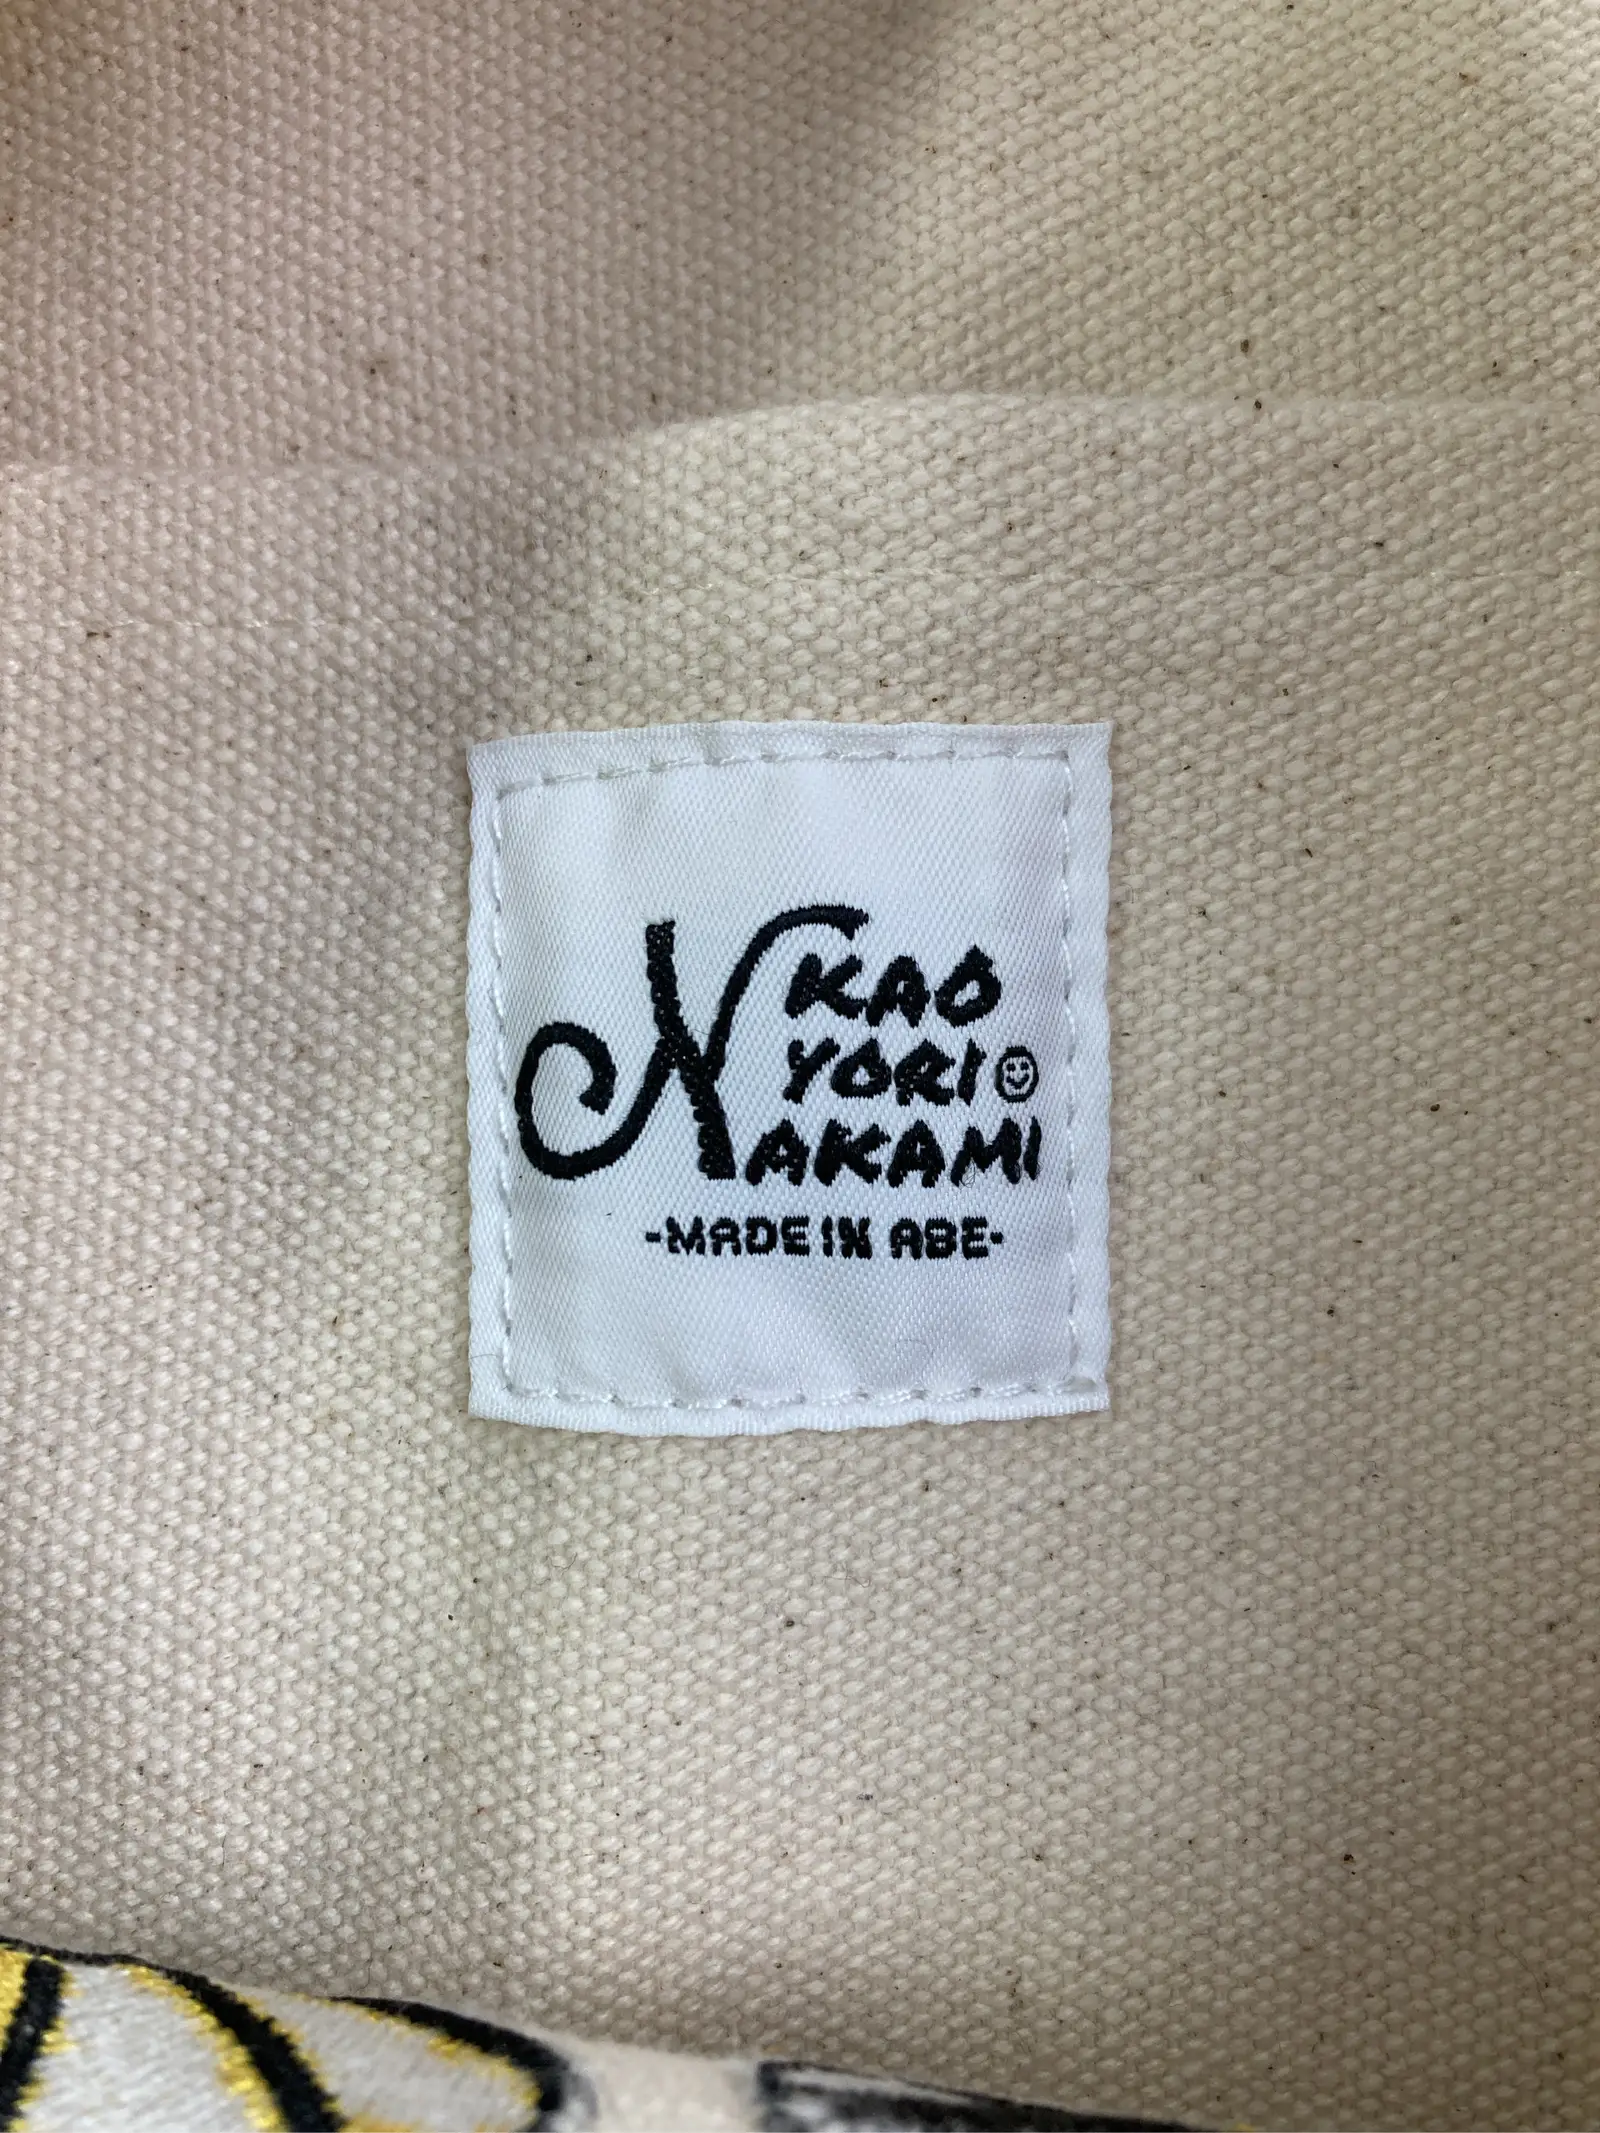 KAO
YORI
NAKAMI
-MADE IN ABE-